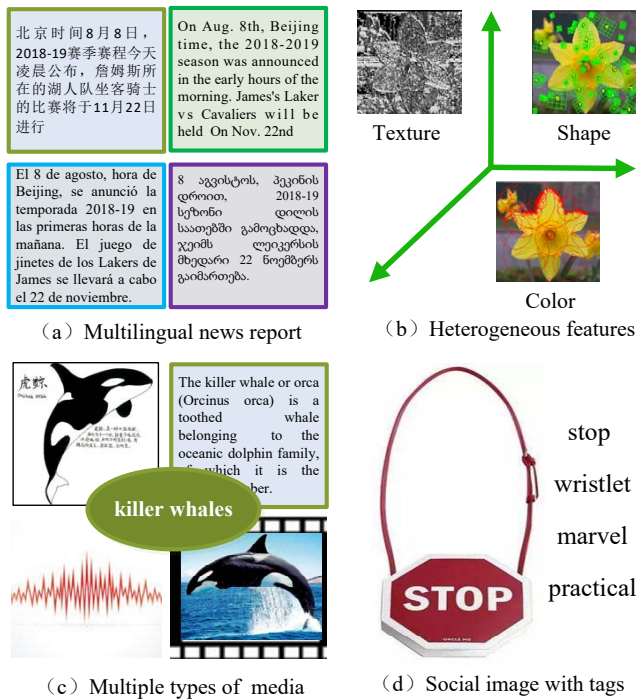 北京时间8月8日，
2018-19赛季赛程今天
凌晨公布，詹姆斯所
在的湖人队坐客骑士
的比赛将于11月22日
进行
On Aug. 8th, Beijing
time, the 2018-2019
season was announced
in the early hours of the
morning. James's Laker
vs Cavaliers will be
held On Nov. 22nd
El 8 de agosto, hora de
Beijing, se anunció la
temporada 2018-19 en
las primeras horas de la
mañana. El juego de
jinetes de los Lakers de
James se llevará a cabo
el 22 de noviembre.
8 აგვისტოს, პეკინის
დროით, 2018-19
სეზონი დილის
საათებში გამოცხადდა,
ჯეიმს ლეიკერსის
მხედარი 22 ნოემბერს
გაიმართება.
（a）Multilingual news report
Texture
Shape
Color
（b）Heterogeneous features
虎鲸
Orcinus orca
The killer whale or orca
(Orcinus orca) is a
toothed whale
belonging to the
oceanic dolphin family,
which it is the
killer whales
（c）Multiple types of media
stop
wristlet
marvel
practical
STOP
UNCLE MO
（d）Social image with tags